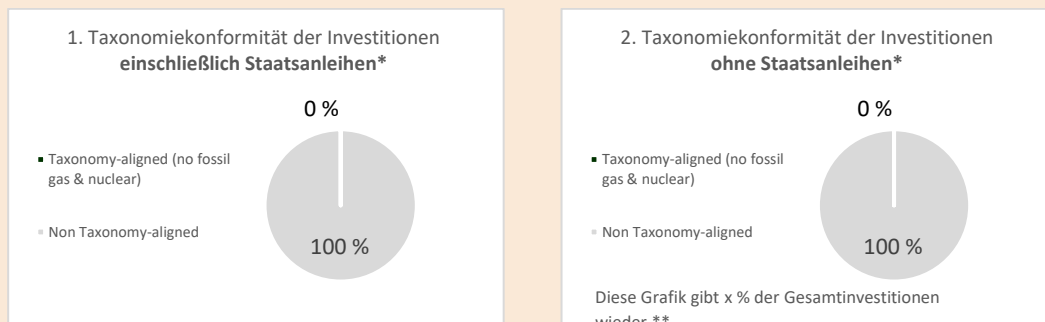 1. Taxonomiekonformität der Investitionen
einschließlich Staatsanleihen*
0 %
▪ Taxonomy-aligned (no fossil
gas & nuclear)
▪ Non Taxonomy-aligned
100 %
2. Taxonomiekonformität der Investitionen
ohne Staatsanleihen*
0 %
▪ Taxonomy-aligned (no fossil
gas & nuclear)
▪ Non Taxonomy-aligned
100 %
Diese Grafik gibt x % der Gesamtinvestitionen
wieder.**